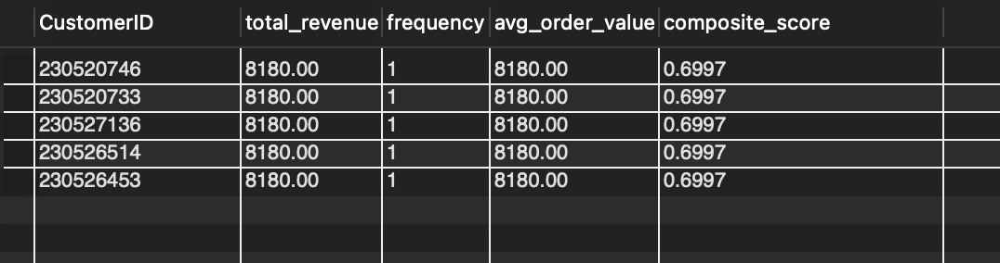 CustomerID total_revenue frequency avg_order_value composite_score
230520746 8180.00 1 8180.00 0.6997
230520733 8180.00 1 8180.00 0.6997
230527136 8180.00 1 8180.00 0.6997
230526514 8180.00 1 8180.00 0.6997
230526453 8180.00 1 8180.00 0.6997